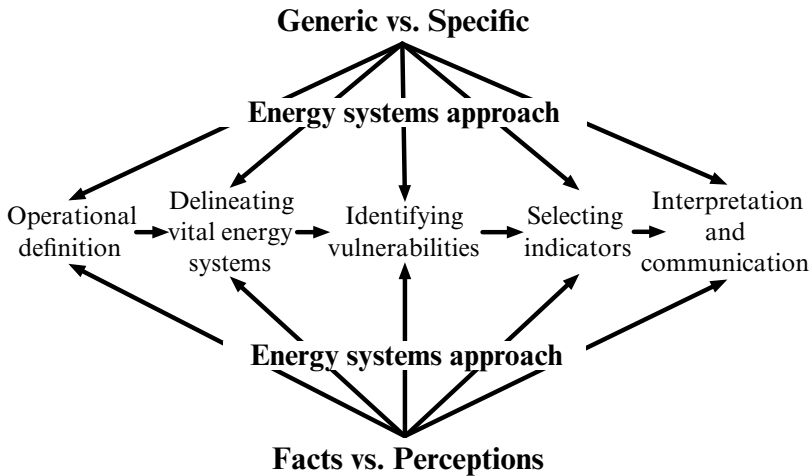 Generic vs. Specific
Energy systems approach
Operational
definition
Delineating
vital energy
systems
Identifying
vulnerabilities
Selecting
indicators
Interpretation
and
communication
Energy systems approach
Facts vs. Perceptions